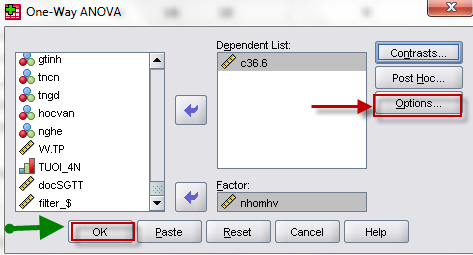 One-Way ANOVA
Dependent List:
c36.6
Contrasts...
Post Hoc...
Options...
gtinh
tncn
tngd
hocvan
nghe
W.TP
TUOI_4N
docSGTT
filter_$
Factor:
nhomhv
OK
Paste
Reset
Cancel
Help